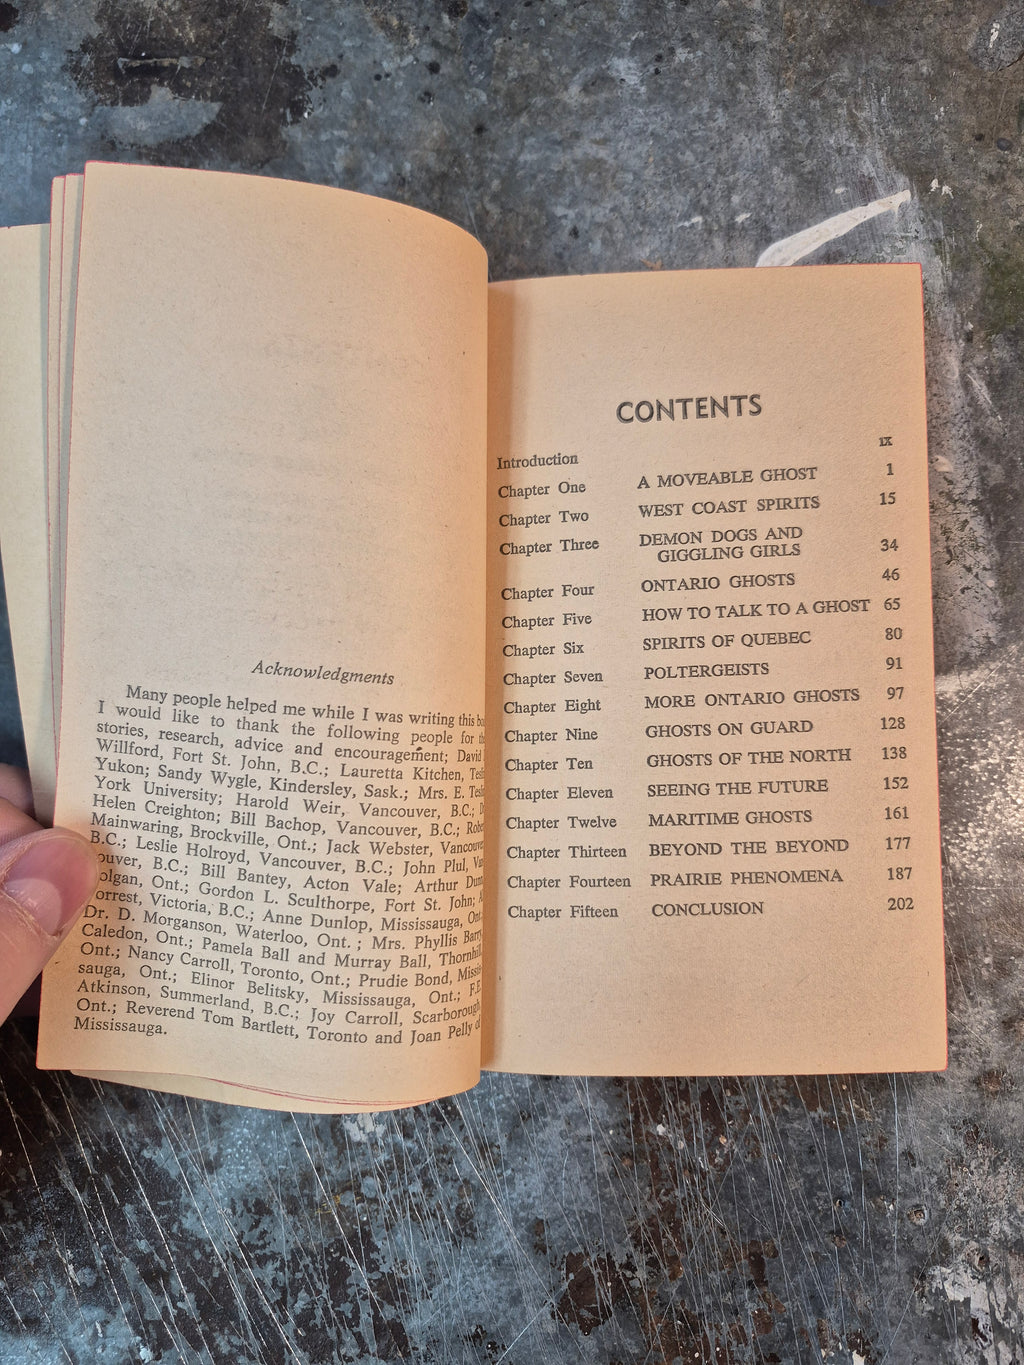 Acknowledgments
Many people helped me while I was writing this
I would like to thank the following people for
stories, research, advice and encouragement; David
Willford, Fort St. John, B.C.; Lauretta Kitchen,
Yukon; Sandy Wygle, Kindersley, Sask.; Mrs. E.
York University; Harold Weir, Vancouver, B.C.;
Helen Creighton; Bill Bachop, Vancouver, B.C.;
Mainwaring, Brockville, Ont.; Jack Webster,
B.C.; Leslie Holroyd, Vancouver, B.C.; John Plul,
B.C.; Bill Bantey, Acton Vale; Arthur
Ont.; Gordon L. Sculthorpe, Fort St. John;
Victoria, B.C.; Anne Dunlop, Mississauga, Ont.
Dr. D. Morganson, Waterloo, Ont. ; Mrs. Phyllis
Caledon, Ont.; Pamela Ball and Murray Ball, Thornhill,
Ont.; Nancy Carroll, Toronto, Ont.; Prudie Bond,
sauga, Ont.; Elinor Belitsky, Mississauga, Ont.; F.E.
Atkinson, Summerland, B.C.; Joy Carroll, Scarborough,
Ont.; Reverend Tom Bartlett, Toronto and Joan Pelly of
Mississauga.
CONTENTS
Introduction ix
Chapter One A MOVEABLE GHOST 1
Chapter Two WEST COAST SPIRITS 15
Chapter Three DEMON DOGS AND
GIGGLING GIRLS 34
Chapter Four ONTARIO GHOSTS 46
Chapter Five HOW TO TALK TO A GHOST 65
Chapter Six SPIRITS OF QUEBEC 80
Chapter Seven POLTERGEISTS 91
Chapter Eight MORE ONTARIO GHOSTS 97
Chapter Nine GHOSTS ON GUARD 128
Chapter Ten GHOSTS OF THE NORTH 138
Chapter Eleven SEEING THE FUTURE 152
Chapter Twelve MARITIME GHOSTS 161
Chapter Thirteen BEYOND THE BEYOND 177
Chapter Fourteen PRAIRIE PHENOMENA 187
Chapter Fifteen CONCLUSION 202